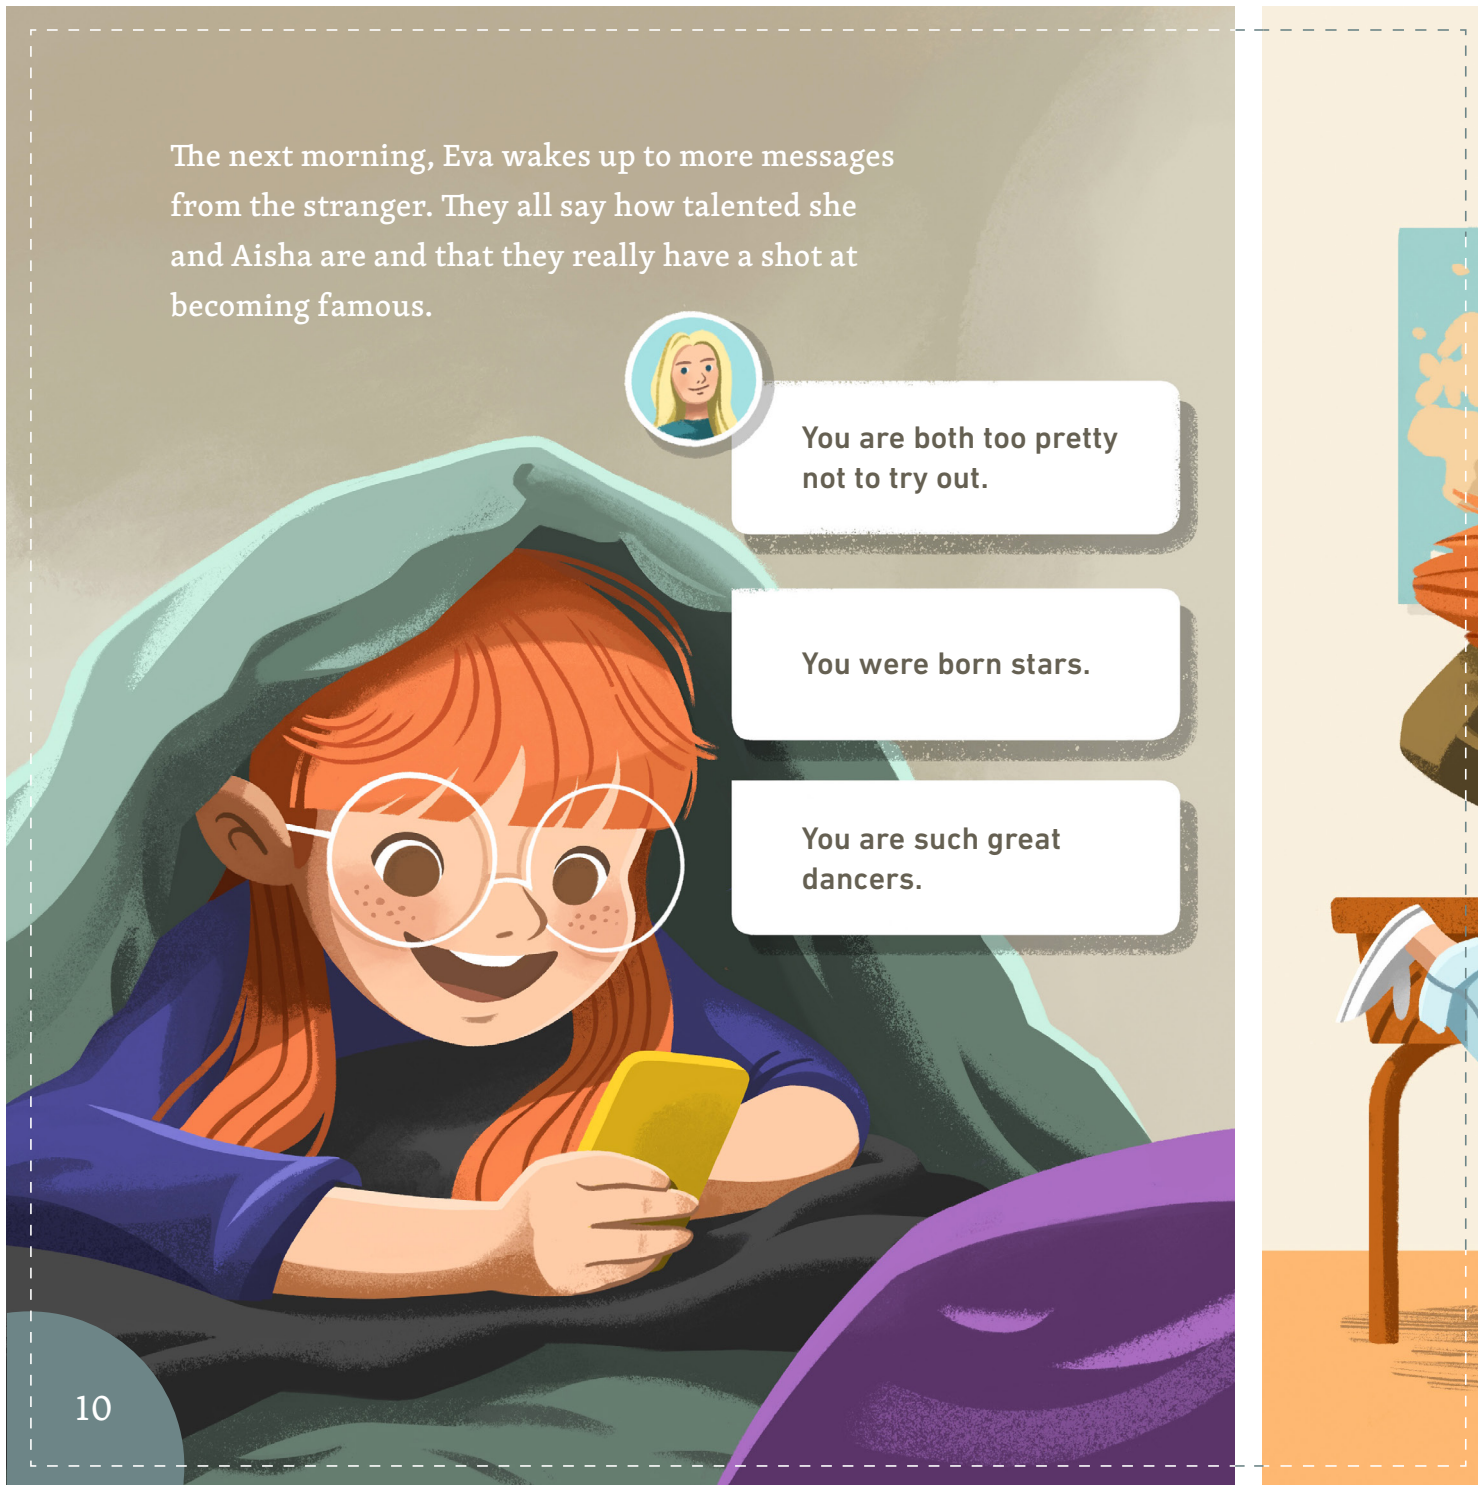 The next morning, Eva wakes up to more messages
from the stranger. They all say how talented she
and Aisha are and that they really have a shot at
becoming famous.
You are both too pretty
not to try out.
You were born stars.
You are such great
dancers.
10